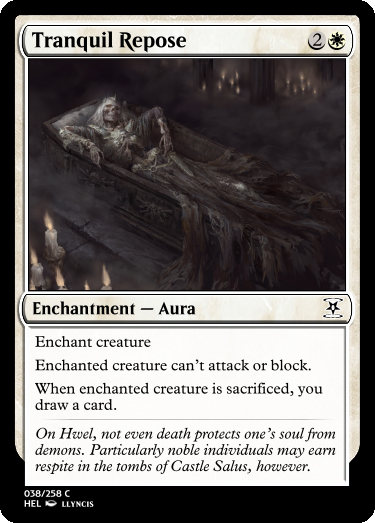 Tranquil Repose 2
Enchantment — Aura
Enchant creature
Enchanted creature can't attack or block.
When enchanted creature is sacrificed, you
draw a card.
On Hwel, not even death protects one's soul from
demons. Particularly noble individuals may earn
respite in the tombs of Castle Salus, however.
038/258 C
HEL LLYNCIS